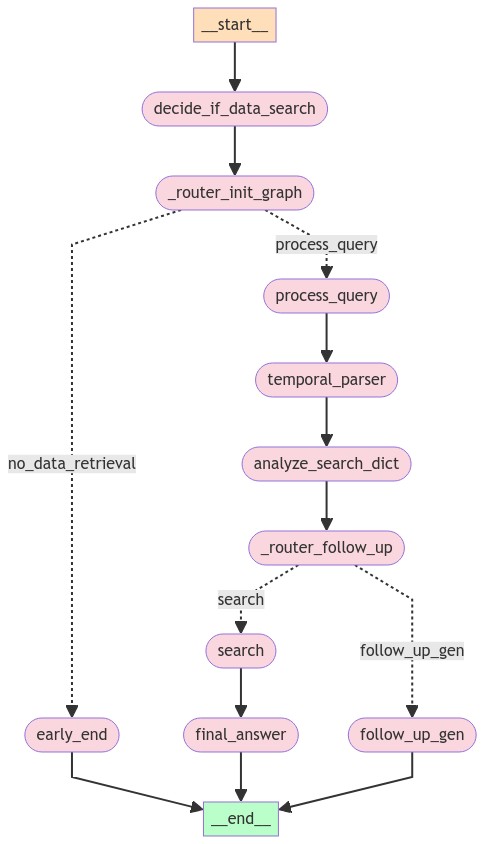 __start__
decide_if_data_search
_router_init_graph
process_query
process_query
temporal_parser
analyze_search_dict
no_data_retrieval
_router_follow_up
search
search
follow_up_gen
early_end
final_answer
follow_up_gen
__end__